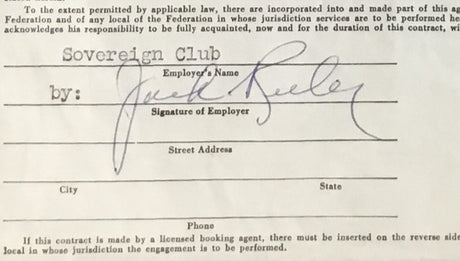 To the extent permitted by applicable law, there are incorporated into and made part of this ag
Federation and of any local of the Federation in whose jurisdiction services are to be performed he
acknowledges his responsibility to be fully acquainted, now and for the duration of this contract, wi
Sovereign Club
Employer's Name
by: Jack Ruby
Signature of Employer
Street Address
City State
Phone
If this contract is made by a licensed booking agent, there must be inserted on the reverse side
local in whose jurisdiction the engagement is to be performed.